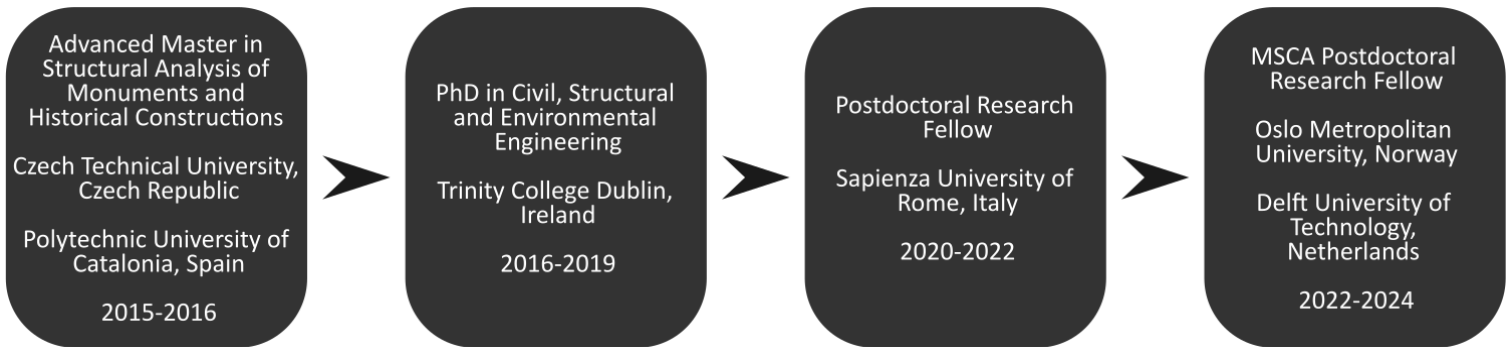 Advanced Master in
Structural Analysis of
Monuments and
Historical Constructions
Czech Technical University,
Czech Republic
Polytechnic University of
Catalonia, Spain
2015-2016
PhD in Civil, Structural
and Environmental
Engineering
Trinity College Dublin,
Ireland
2016-2019
Postdoctoral Research
Fellow
Sapienza University of
Rome, Italy
2020-2022
MSCA Postdoctoral
Research Fellow
Oslo Metropolitan
University, Norway
Delft University of
Technology,
Netherlands
2022-2024